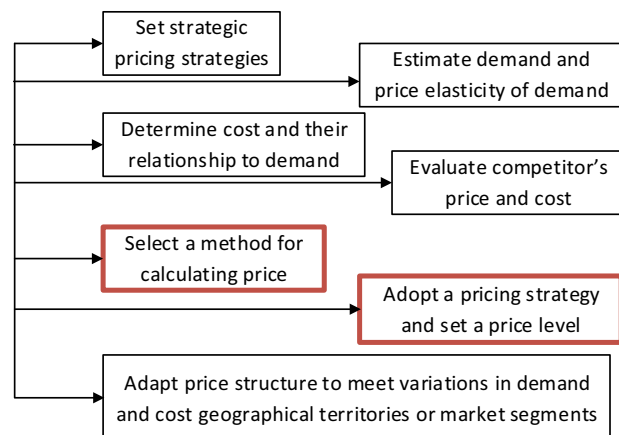 Set strategic
pricing strategies
Estimate demand and
price elasticity of demand
Determine cost and their
relationship to demand
Evaluate competitor's
price and cost
Select a method for
calculating price
Adopt a pricing strategy
and set a price level
Adapt price structure to meet variations in demand
and cost geographical territories or market segments